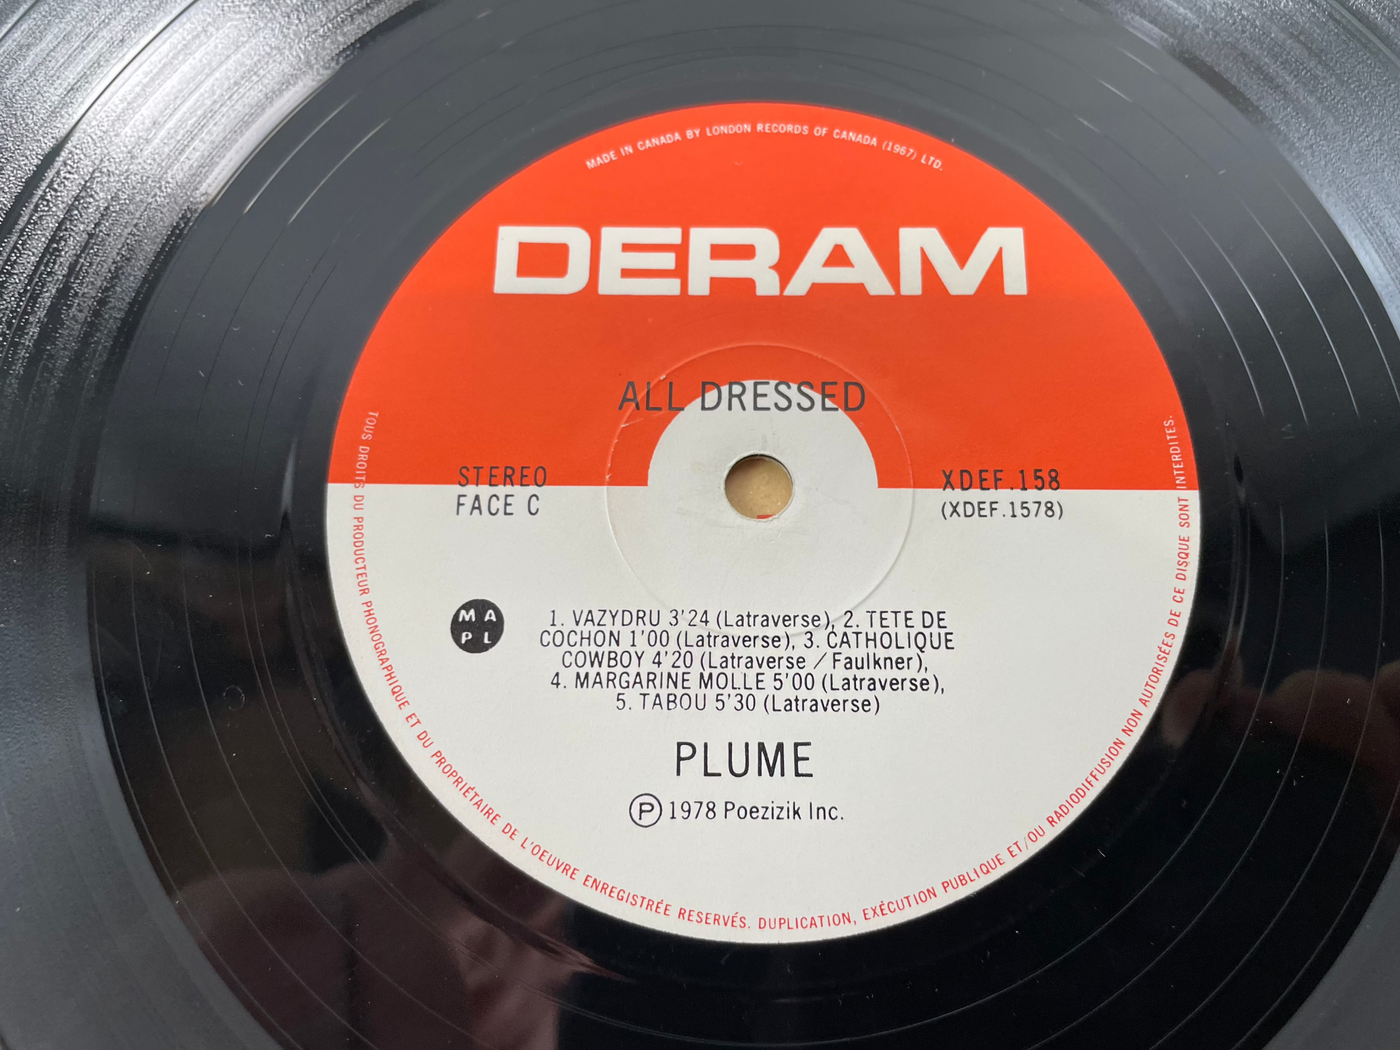 MADE IN CANADA BY LONDON RECORDS OF CANADA (1967) LTD.
DERAM
ALL DRESSED
STEREO
FACE C
XDEF.158
(XDEF.1578)
M A
P L
1. VAZYDRU 3'24 (Latraverse), 2. TETE DE
COCHON 1'00 (Latraverse), 3. CATHOLIQUE
COWBOY 4'20 (Latraverse / Faulkner),
4. MARGARINE MOLLE 5'00 (Latraverse),
5. TABOU 5'30 (Latraverse)
PLUME
Ⓟ 1978 Poezizik Inc.
TOUS DROITS DU PRODUCTEUR PHONOGRAPHIQUE ET DU PROPRIÉTAIRE DE L'OEUVRE ENREGISTRÉE RESERVÉS. DUPLICATION, EXÉCUTION PUBLIQUE ET/OU RADIODIFFUSION NON AUTORISÉES DE CE DISQUE SONT INTERDITES.